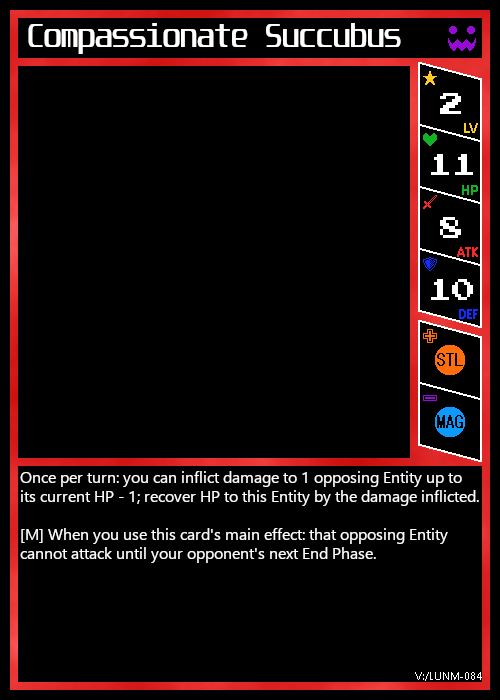 Compassionate Succubus
2
LV
11
HP
8
ATK
10
DEF
STL
MAG
Once per turn: you can inflict damage to 1 opposing Entity up to
its current HP - 1; recover HP to this Entity by the damage inflicted.
[M] When you use this card's main effect: that opposing Entity
cannot attack until your opponent's next End Phase.
V:/LUNM-084